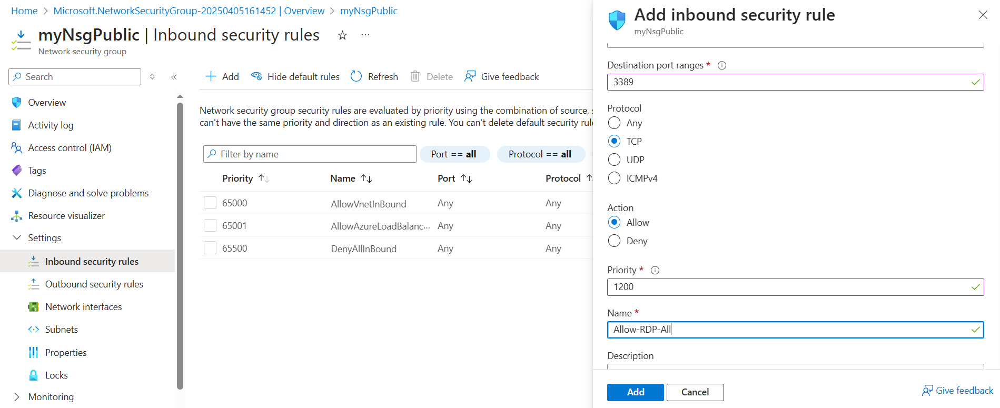 Home > Microsoft.NetworkSecurityGroup-20250405161452 | Overview > myNsgPublic
myNsgPublic | Inbound security rules
Network security group
Search
Overview
Activity log
Access control (IAM)
Tags
Diagnose and solve problems
Resource visualizer
Settings
Inbound security rules
Outbound security rules
Network interfaces
Subnets
Properties
Locks
Monitoring
Add Hide default rules Refresh Delete Give feedback
Network security group security rules are evaluated by priority using the combination of source,
can't have the same priority and direction as an existing rule. You can't delete default security
Filter by name Port == all Protocol == all
Priority Name Port Protocol
65000 AllowVnetInBound Any Any
65001 AllowAzureLoadBalanc... Any Any
65500 DenyAllInBound Any Any
Add inbound security rule
myNsgPublic
Destination port ranges *
3389
Protocol
Any
TCP
UDP
ICMPv4
Action
Allow
Deny
Priority *
1200
Name *
Allow-RDP-All
Description
Add Cancel Give feedback